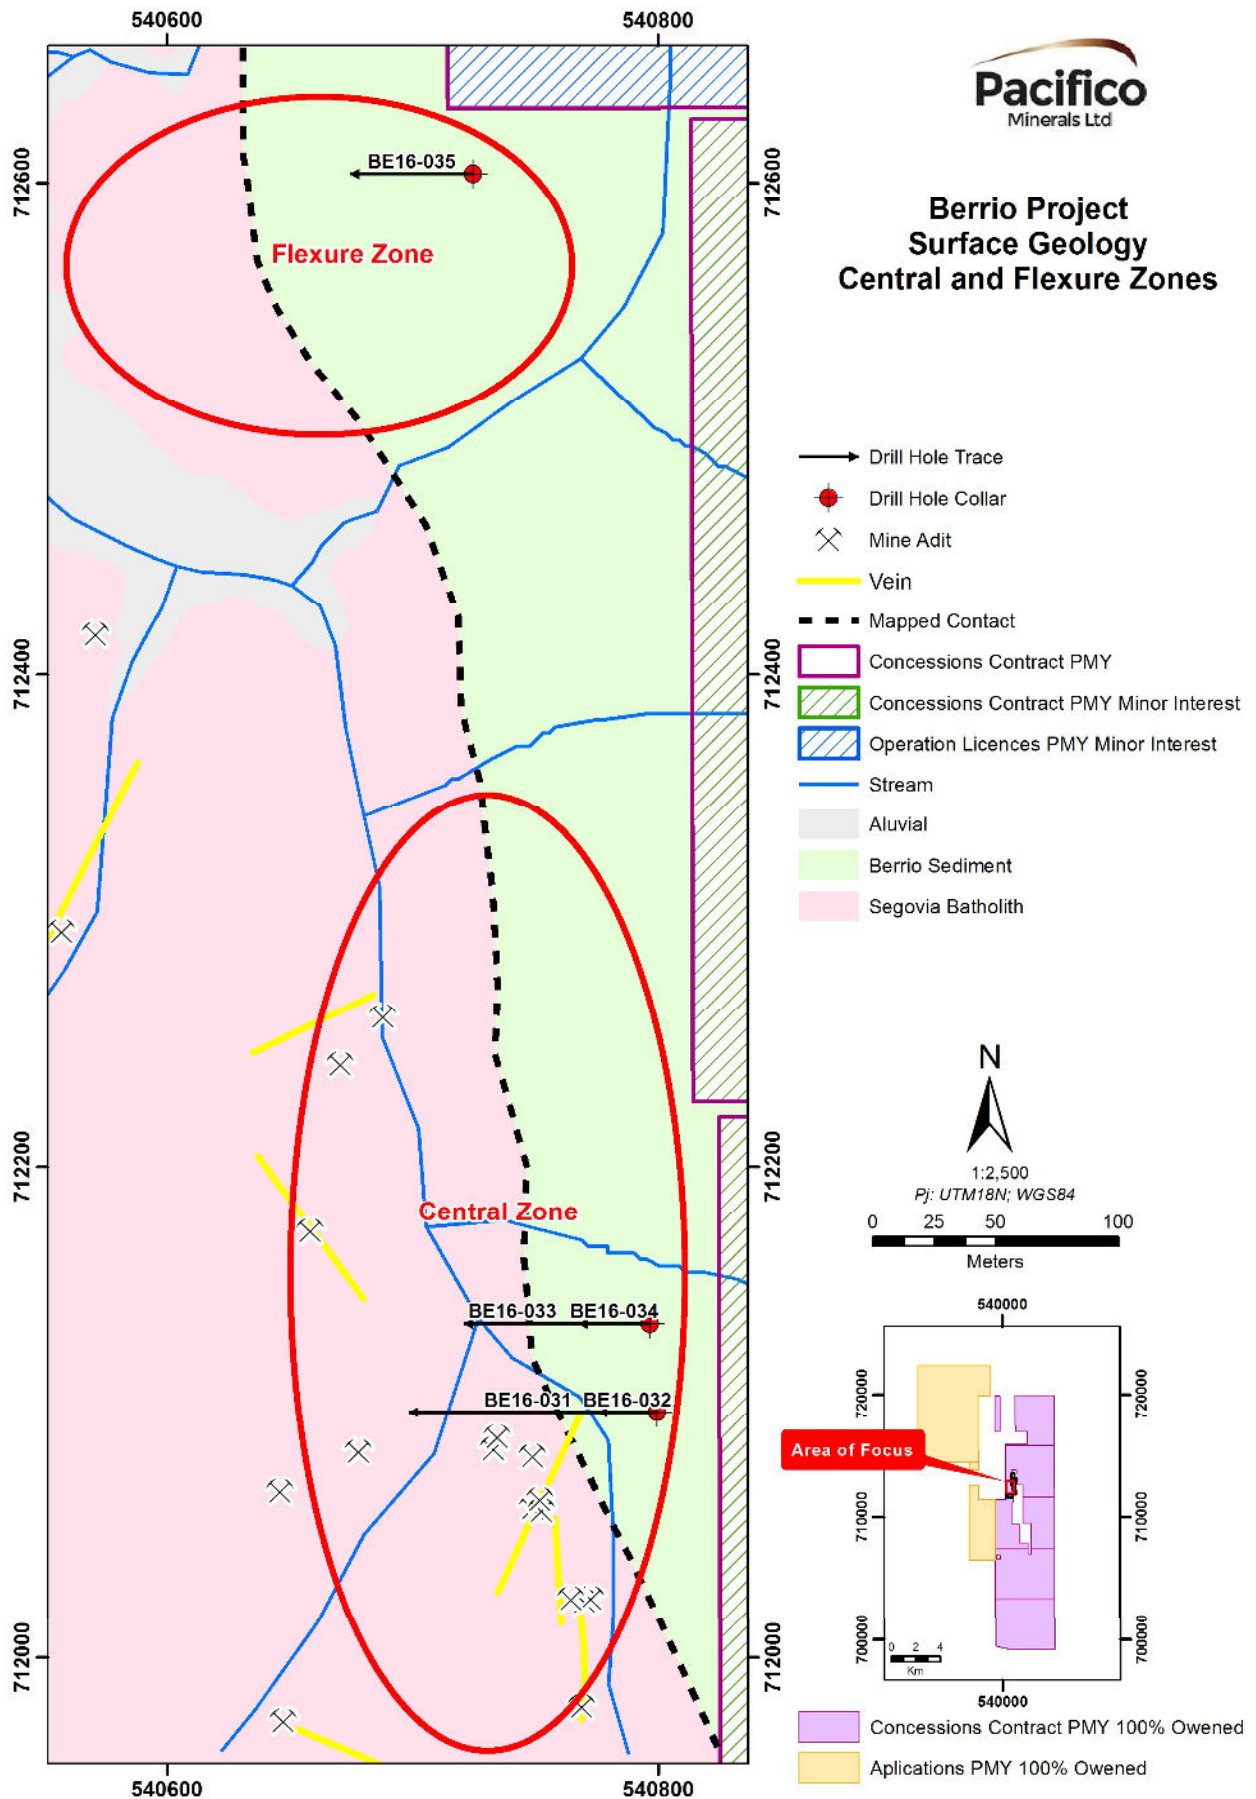 540600
540800
Pacifico
Minerals Ltd
Berrio Project
Surface Geology
Central and Flexure Zones
712600
712600
BE16-035
Flexure Zone
Drill Hole Trace
Drill Hole Collar
Mine Adit
Vein
Mapped Contact
Concessions Contract PMY
Concessions Contract PMY Minor Interest
Operation Licences PMY Minor Interest
Stream
Aluvial
Berrio Sediment
Segovia Batholith
712400
712400
712200
712200
Central Zone
BE16-033
BE16-034
BE16-031
BE16-032
712000
712000
540600
540800
N
1:2,500
Pj: UTM18N; WGS84
0 25 50 100
Meters
540000
720000
720000
Area of Focus
710000
710000
700000
700000
0 2 4
Km
540000
Concessions Contract PMY 100% Owened
Aplications PMY 100% Owened